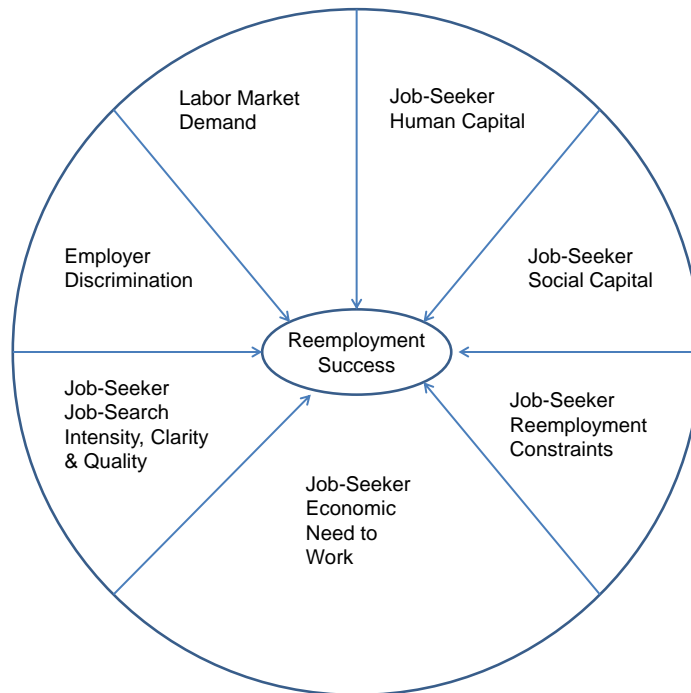 Labor Market
Demand
Job-Seeker
Human Capital
Employer
Discrimination
Job-Seeker
Social Capital
Reemployment
Success
Job-Seeker
Job-Search
Intensity, Clarity
& Quality
Job-Seeker
Reemployment
Constraints
Job-Seeker
Economic
Need to
Work